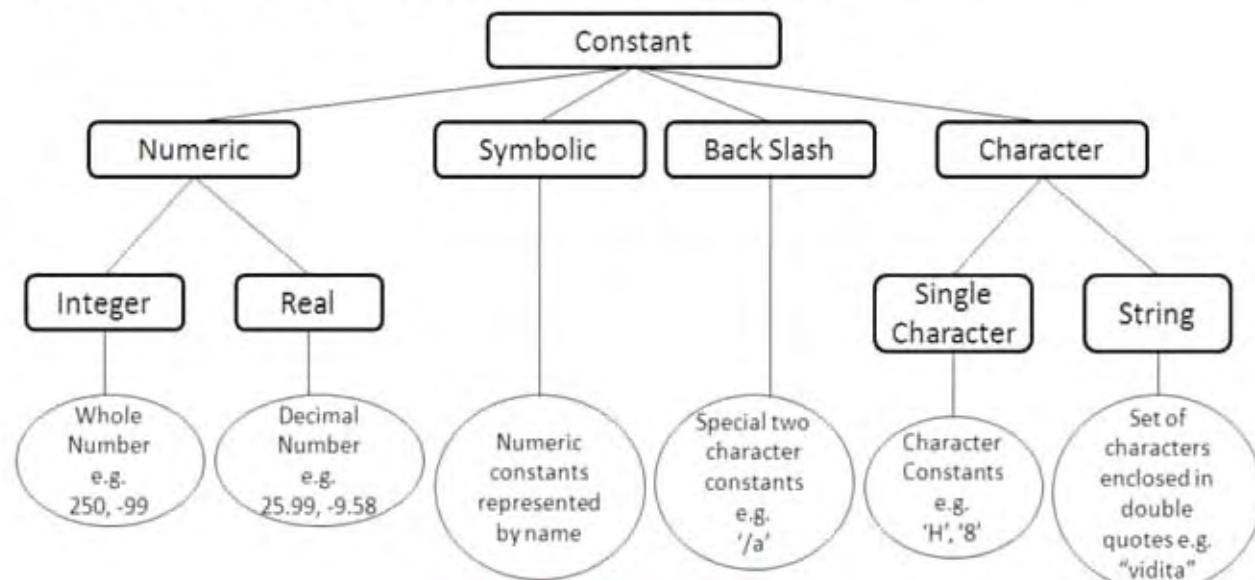 Constant
Numeric
Symbolic
Back Slash
Character
Integer
Real
Single
Character
String
Whole
Number
e.g.
250, -99
Decimal
Number
e.g.
25.99, -9.58
Numeric
constants
represented
by name
Special two
character
constants
e.g.
‘/a’
Character
Constants
e.g.
‘H’, ‘8’
Set of
characters
enclosed in
double
quotes e.g.
“vidita”